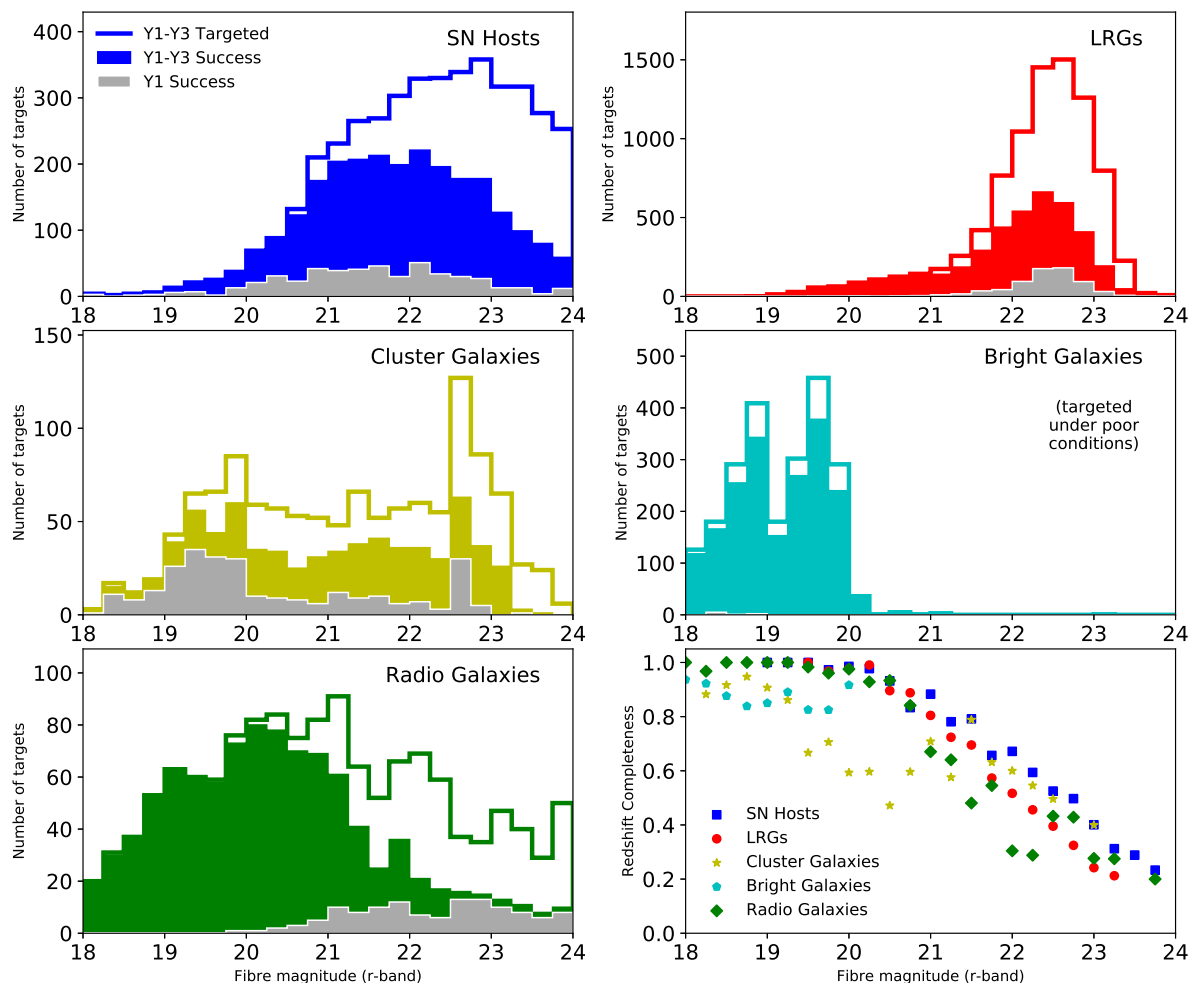 SN Hosts
Y1-Y3 Targeted
Y1-Y3 Success
Y1 Success
Number of targets
0
100
200
300
400
18 19 20 21 22 23 24
LRGs
Number of targets
0
500
1000
1500
18 19 20 21 22 23 24
Cluster Galaxies
Number of targets
0
50
100
150
18 19 20 21 22 23 24
Bright Galaxies
(targeted
under poor
conditions)
Number of targets
0
100
200
300
400
500
18 19 20 21 22 23 24
Radio Galaxies
Number of targets
0
20
40
60
80
100
18 19 20 21 22 23 24
Fibre magnitude (r-band)
Redshift Completeness
0.0
0.2
0.4
0.6
0.8
1.0
SN Hosts
LRGs
Cluster Galaxies
Bright Galaxies
Radio Galaxies
18 19 20 21 22 23 24
Fibre magnitude (r-band)